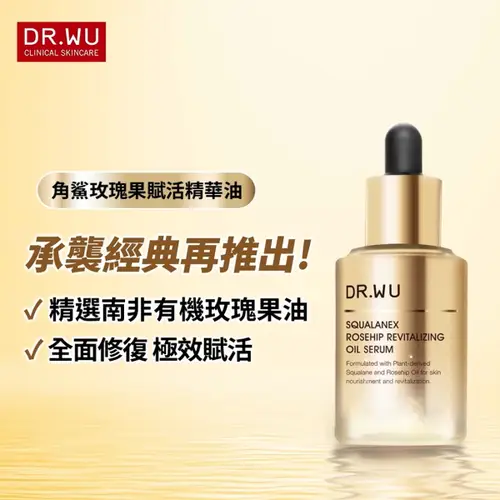 DR.WU
CLINICAL SKINCARE
角鯊玫瑰果賦活精華油
承襲經典再推出!
✓ 精選南非有機玫瑰果油
✓ 全面修復 極效賦活
DR.WU
SQUALANEX
ROSEHIP REVITALIZING
OIL SERUM
Formulated with Plant-derived
Squalane and Rosehip Oil for skin
nourishment and revitalization.